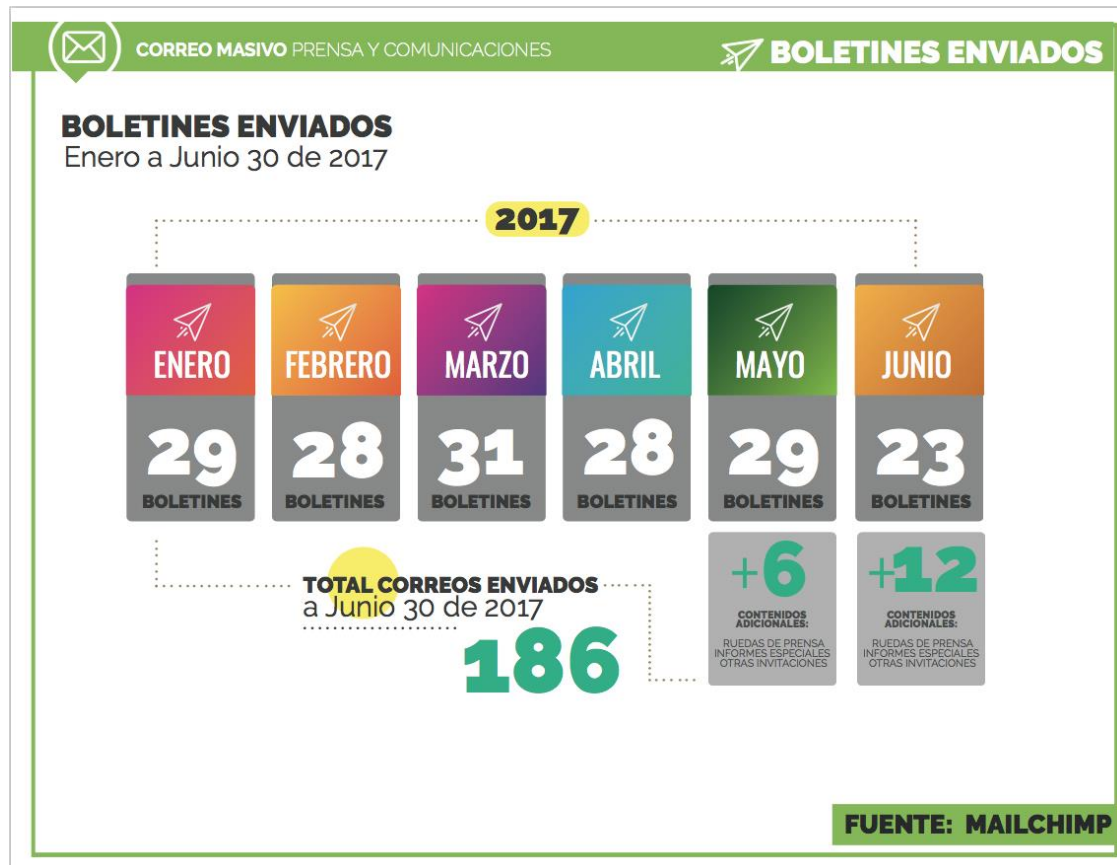 CORREO MASIVO PRENSA Y COMUNICACIONES
BOLETINES ENVIADOS
BOLETINES ENVIADOS
Enero a Junio 30 de 2017
2017
ENERO
29
BOLETINES
FEBRERO
28
BOLETINES
MARZO
31
BOLETINES
ABRIL
28
BOLETINES
MAYO
29
BOLETINES
JUNIO
23
BOLETINES
+6
CONTENIDOS
ADICIONALES:
RUEDAS DE PRENSA
INFORMES ESPECIALES
OTRAS INVITACIONES
+12
CONTENIDOS
ADICIONALES:
RUEDAS DE PRENSA
INFORMES ESPECIALES
OTRAS INVITACIONES
TOTAL CORREOS ENVIADOS
a Junio 30 de 2017
186
FUENTE: MAILCHIMP